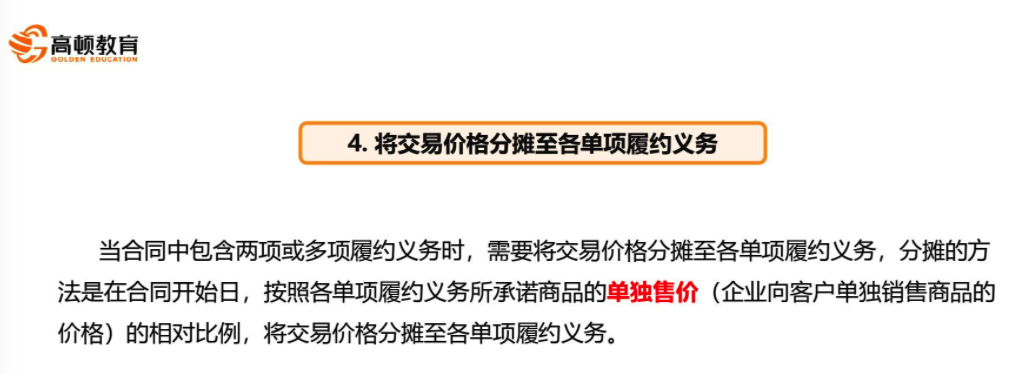 高顿教育
GOLDEN EDUCATION
4. 将交易价格分摊至各单项履约义务
当合同中包含两项或多项履约义务时，需要将交易价格分摊至各单项履约义务，分摊的方
法是在合同开始日，按照各单项履约义务所承诺商品的单独售价（企业向客户单独销售商品的
价格）的相对比例，将交易价格分摊至各单项履约义务。